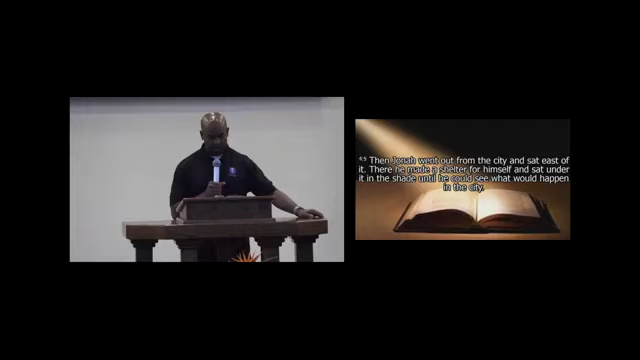 4:5 Then Jonah went out from the city and sat east of
it. There he made a shelter for himself and sat under
it in the shade until he could see what would happen
in the city.